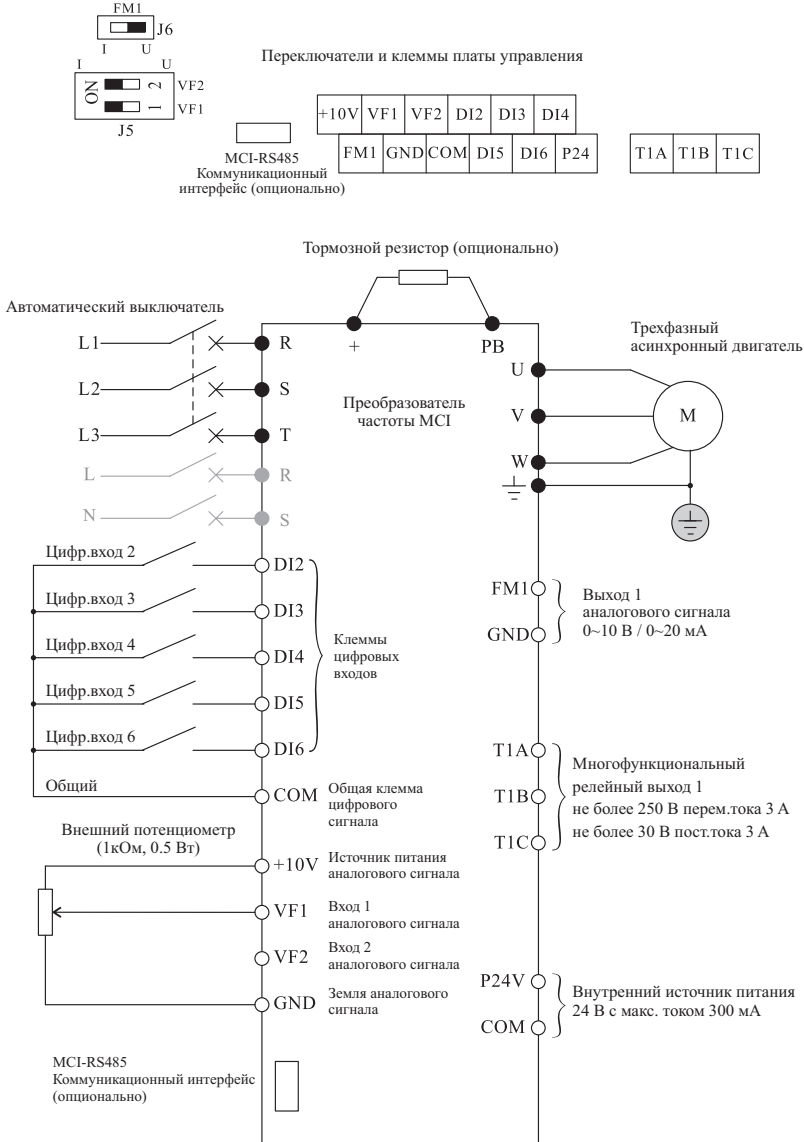 FM1
J6
I U
I U
ON
2 VF2
1 VF1
J5
Переключатели и клеммы платы управления
+10V VF1 VF2 DI2 DI3 DI4
FM1 GND COM DI5 DI6 P24
T1A T1B T1C
MCI-RS485
Коммуникационный
интерфейс (опционально)
Тормозной резистор (опционально)
Автоматический выключатель
+
PB
L1 R
L2 S
L3 T
L R
N S
Преобразователь
частоты MCI
Трехфазный
асинхронный двигатель
U
V
W
M
Цифр.вход 2
DI2
Цифр.вход 3
DI3
Цифр.вход 4
DI4
Цифр.вход 5
DI5
Цифр.вход 6
DI6
Клеммы
цифровых
входов
Общий
COM
Общая клемма
цифрового
сигнала
Внешний потенциометр
(1кОм, 0.5 Вт)
+10V
Источник питания
аналогового сигнала
VF1
Вход 1
аналогового сигнала
VF2
Вход 2
аналогового сигнала
GND
Земля аналогового
сигнала
MCI-RS485
Коммуникационный интерфейс
(опционально)
FM1
GND
Выход 1
аналогового сигнала
0~10 В / 0~20 мА
T1A
T1B
T1C
Многофункциональный
релейный выход 1
не более 250 В перем.тока 3 А
не более 30 В пост.тока 3 А
P24V
COM
Внутренний источник питания
24 В с макс. током 300 мА